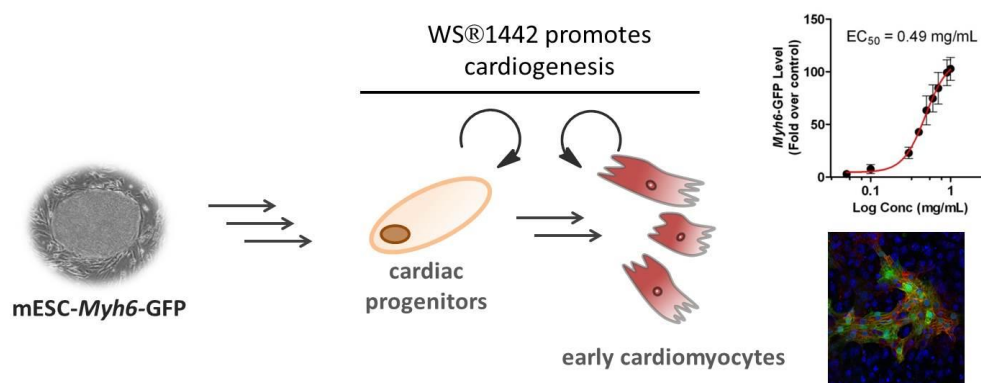 WS®1442 promotes
cardiogenesis
mESC-Myh6-GFP
cardiac
progenitors
early cardiomyocytes
EC50 = 0.49 mg/mL
Myh6-GFP Level
(Fold over control)
150
100
50
0
0.1
1
Log Conc (mg/mL)